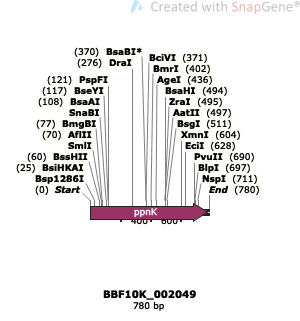 Created with SnapGene®
(370) BsaBI* BciVI (371)
(276) DraI BmrI (402)
(121) PspFI AgeI (436)
(117) BseYI BsaHI (494)
(108) BsaAI ZraI (495)
SnaBI AatII (497)
(77) BmgBI BsgI (511)
(70) AflII XmnI (604)
SmlI EciI (628)
(60) BssHII PvuII (690)
(25) BsiHKAI BlpI (697)
Bsp1286I NspI (711)
(0) Start End (780)
ppnK
400 600
BBF10K_002049
780 bp